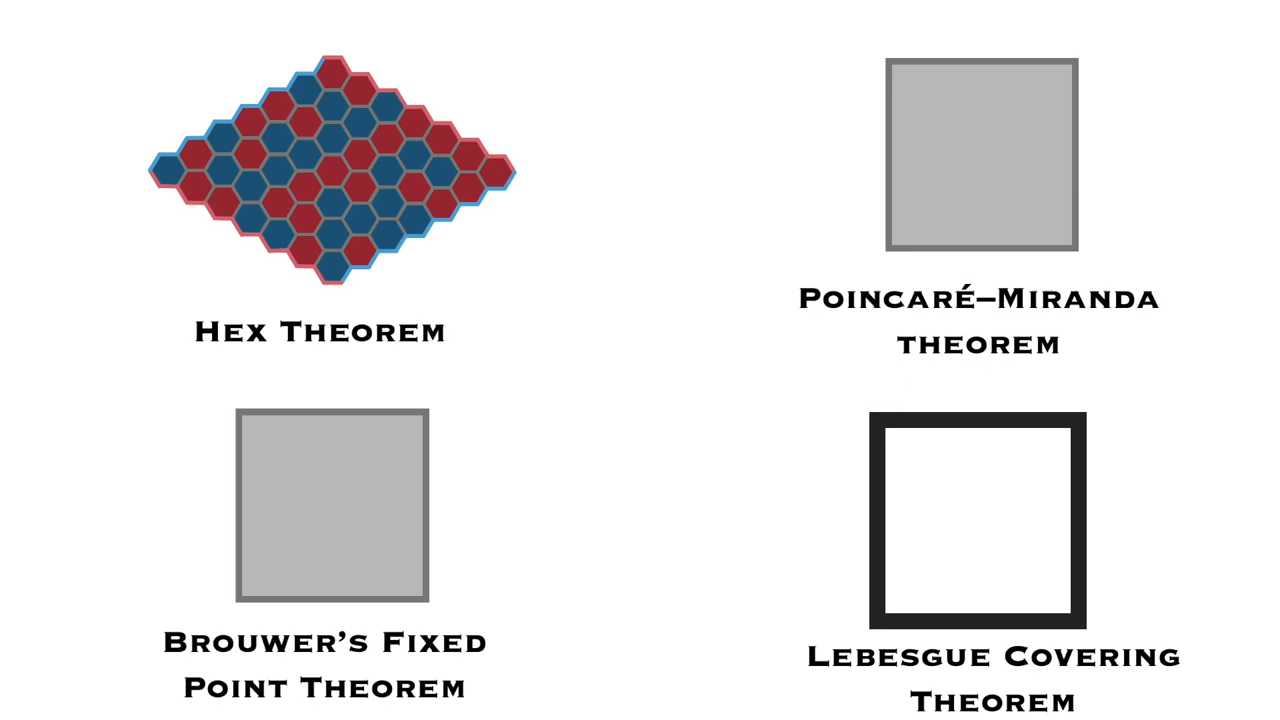 Hex Theorem
Poincaré–Miranda
theorem
Brouwer's Fixed
Point Theorem
Lebesgue Covering
Theorem